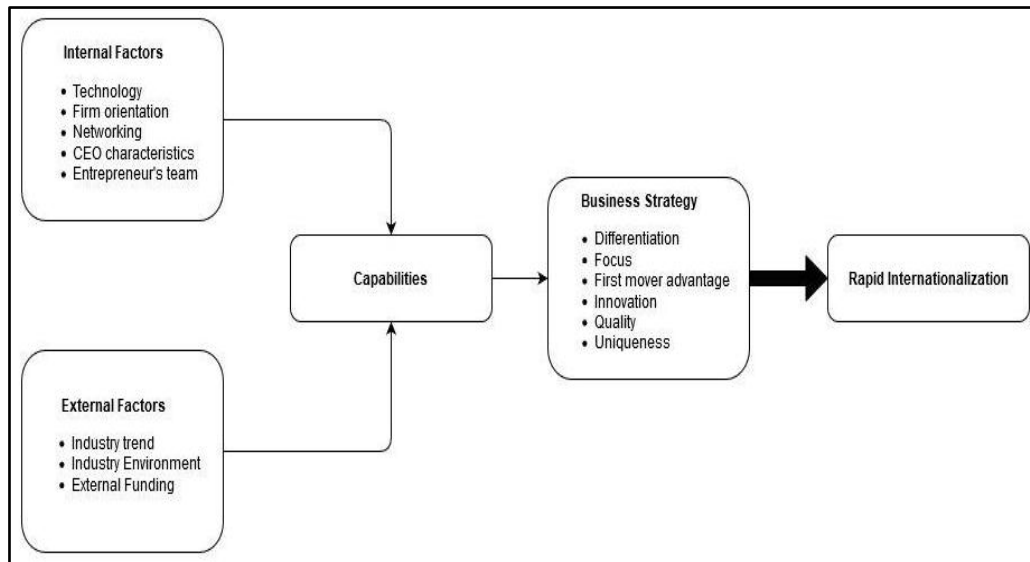 Internal Factors
• Technology
• Firm orientation
• Networking
• CEO characteristics
• Entrepreneur's team
External Factors
• Industry trend
• Industry Environment
• External Funding
Capabilities
Business Strategy
• Differentiation
• Focus
• First mover advantage
• Innovation
• Quality
• Uniqueness
Rapid Internationalization